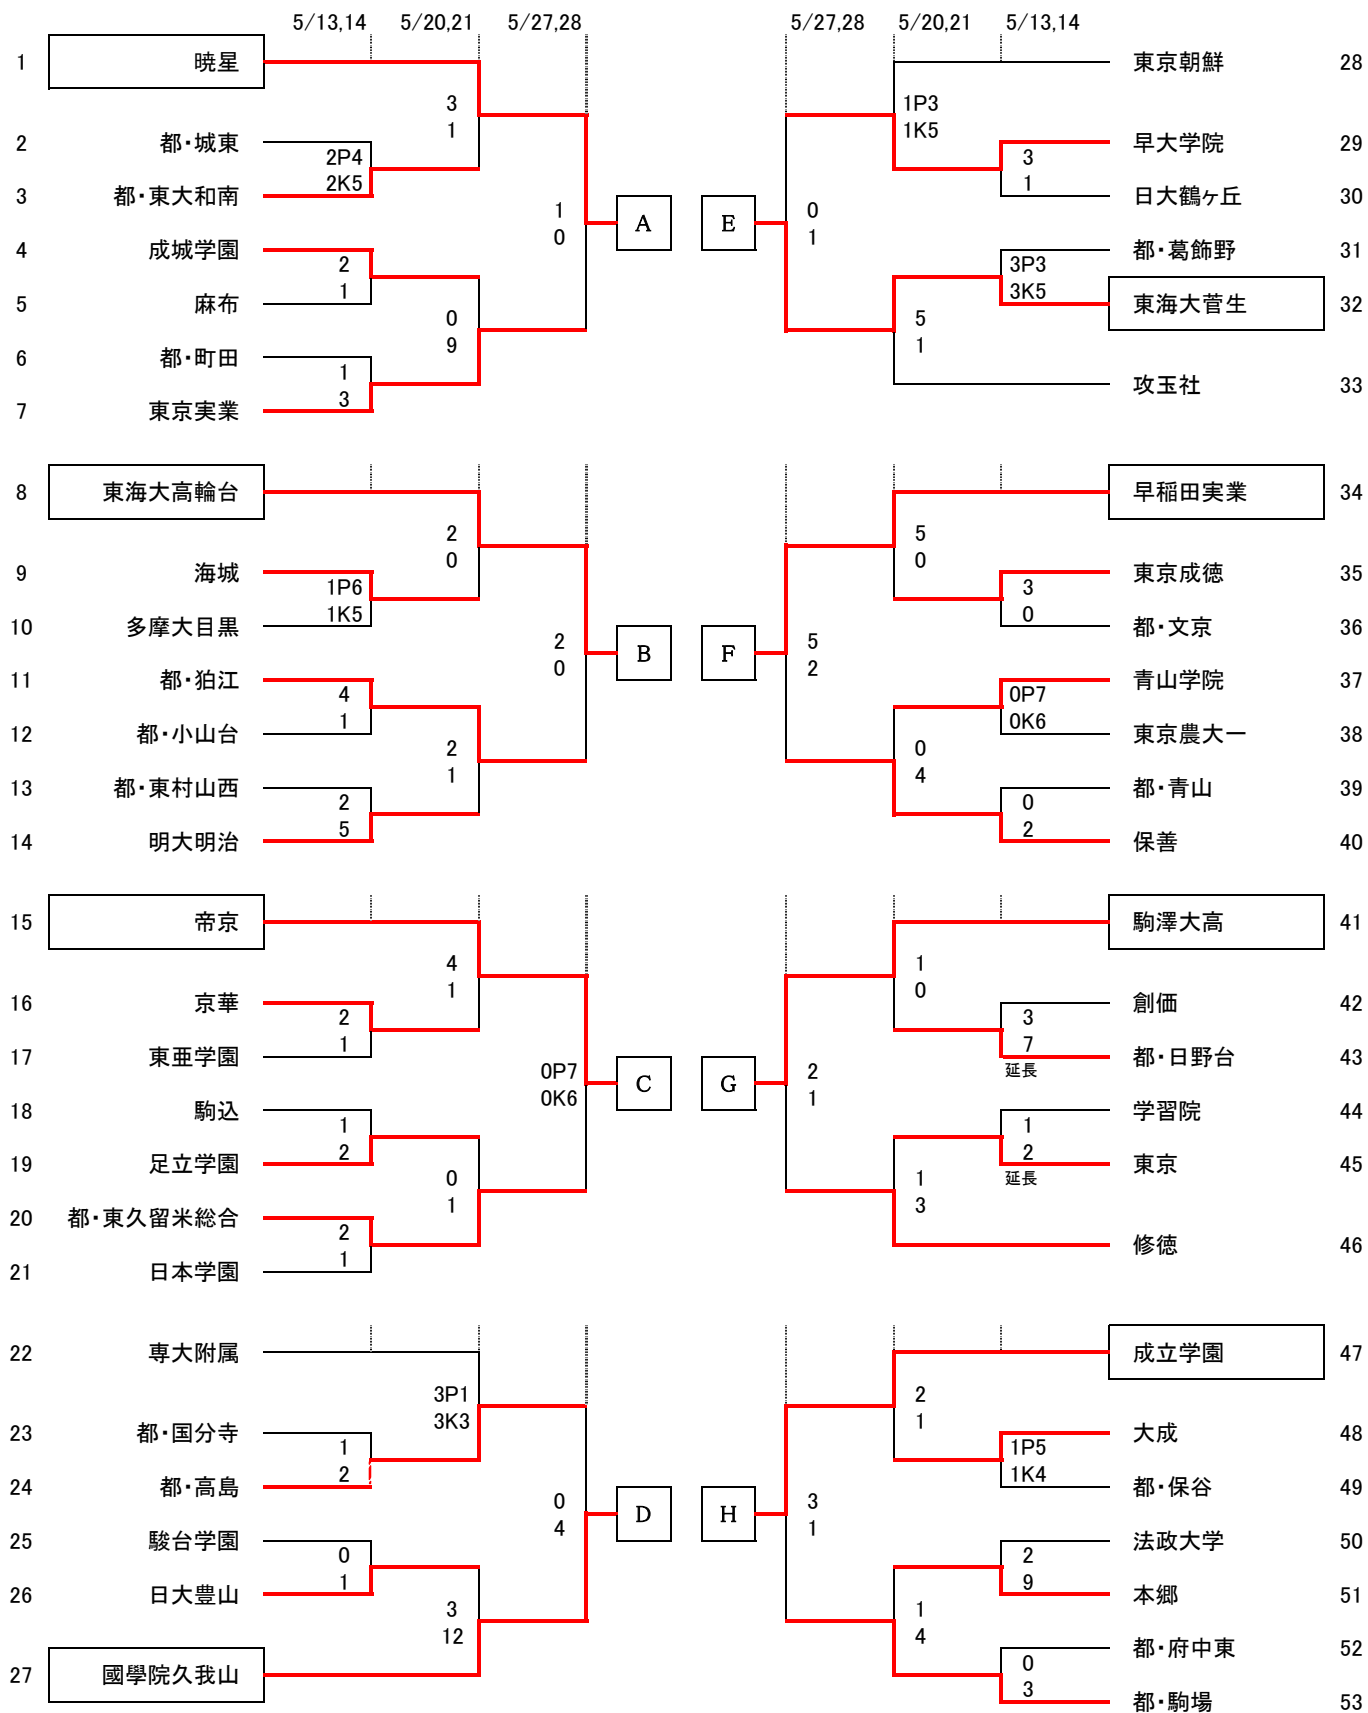 5/13,14 5/20,21 5/27,28
5/27,28 5/20,21 5/13,14
1 暁星
3
1
2 都・城東
2P4
2K5
3 都・東大和南
1
0
A
4 成城学園
2
1
5 麻布
0
9
6 都・町田
1
3
7 東京実業
8 東海大高輪台
2
0
9 海城
1P6
1K5
10 多摩大目黒
2
0
B
11 都・狛江
4
1
12 都・小山台
2
1
13 都・東村山西
2
5
14 明大明治
15 帝京
4
1
16 京華
2
1
17 東亜学園
0P7
0K6
C
18 駒込
1
2
19 足立学園
0
1
20 都・東久留米総合
2
1
21 日本学園
22 専大附属
3P1
3K3
23 都・国分寺
1
2
24 都・高島
0
4
D
25 駿台学園
0
1
26 日大豊山
3
12
27 國學院久我山
東京朝鮮 28
1P3
1K5
早大学院 29
3
1
日大鶴ヶ丘 30
E
0
1
都・葛飾野 31
3P3
3K5
東海大菅生 32
5
1
攻玉社 33
早稲田実業 34
5
0
東京成徳 35
3
0
都・文京 36
F
5
2
青山学院 37
0P7
0K6
東京農大一 38
0
4
都・青山 39
0
2
保善 40
駒澤大高 41
1
0
創価 42
3
7
延長
都・日野台 43
G
2
1
学習院 44
1
2
延長
東京 45
1
3
修徳 46
成立学園 47
2
1
大成 48
1P5
1K4
都・保谷 49
H
3
1
法政大学 50
2
9
本郷 51
1
4
都・府中東 52
0
3
都・駒場 53